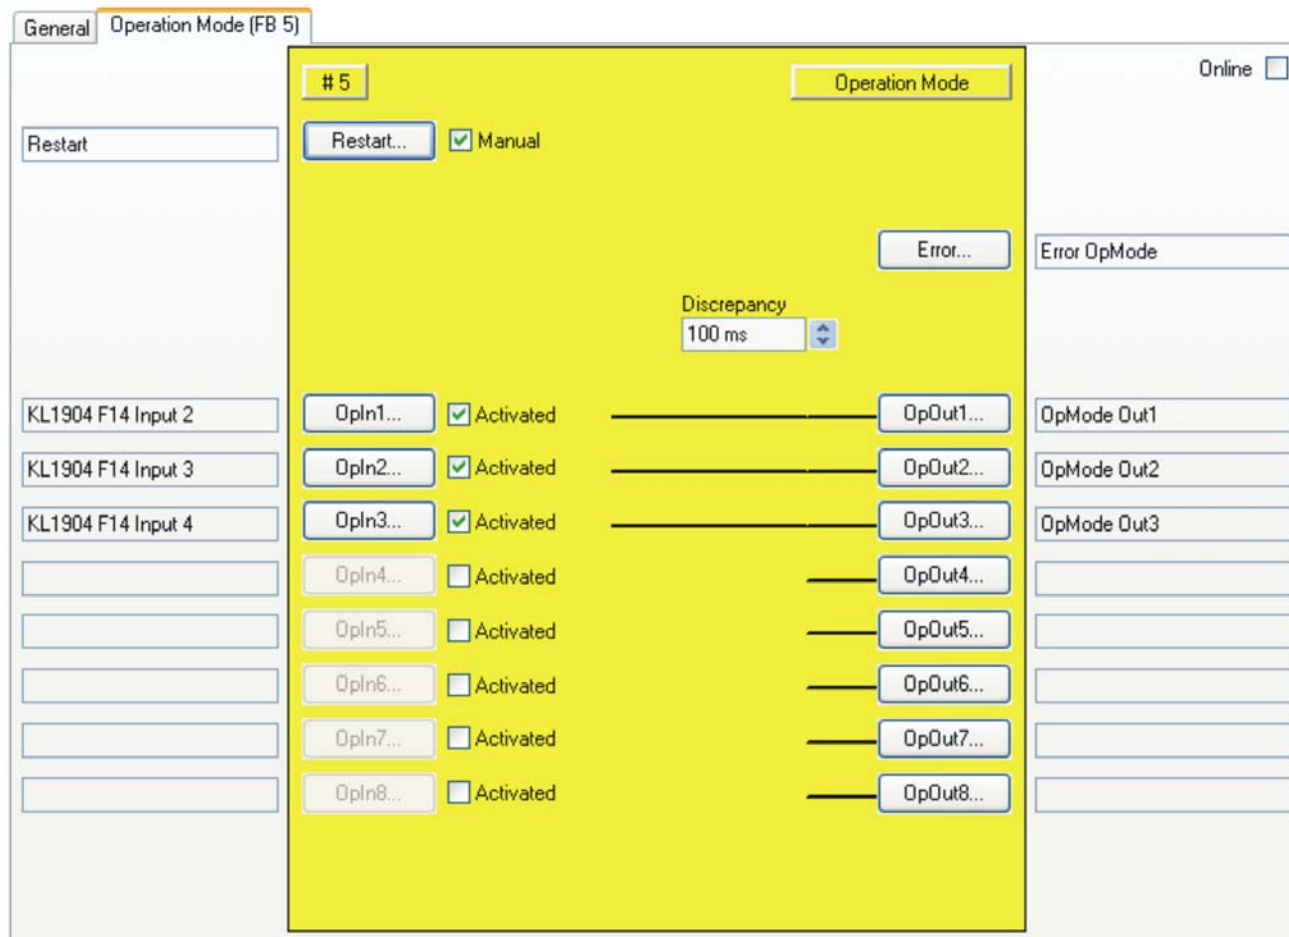 General Operation Mode (FB 5)
# 5 Operation Mode Online
Restart Restart... Manual
Error... Error OpMode
Discrepancy
100 ms
KL1904 F14 Input 2 OpIn1... Activated OpOut1... OpMode Out1
KL1904 F14 Input 3 OpIn2... Activated OpOut2... OpMode Out2
KL1904 F14 Input 4 OpIn3... Activated OpOut3... OpMode Out3
OpIn4... Activated OpOut4...
OpIn5... Activated OpOut5...
OpIn6... Activated OpOut6...
OpIn7... Activated OpOut7...
OpIn8... Activated OpOut8...